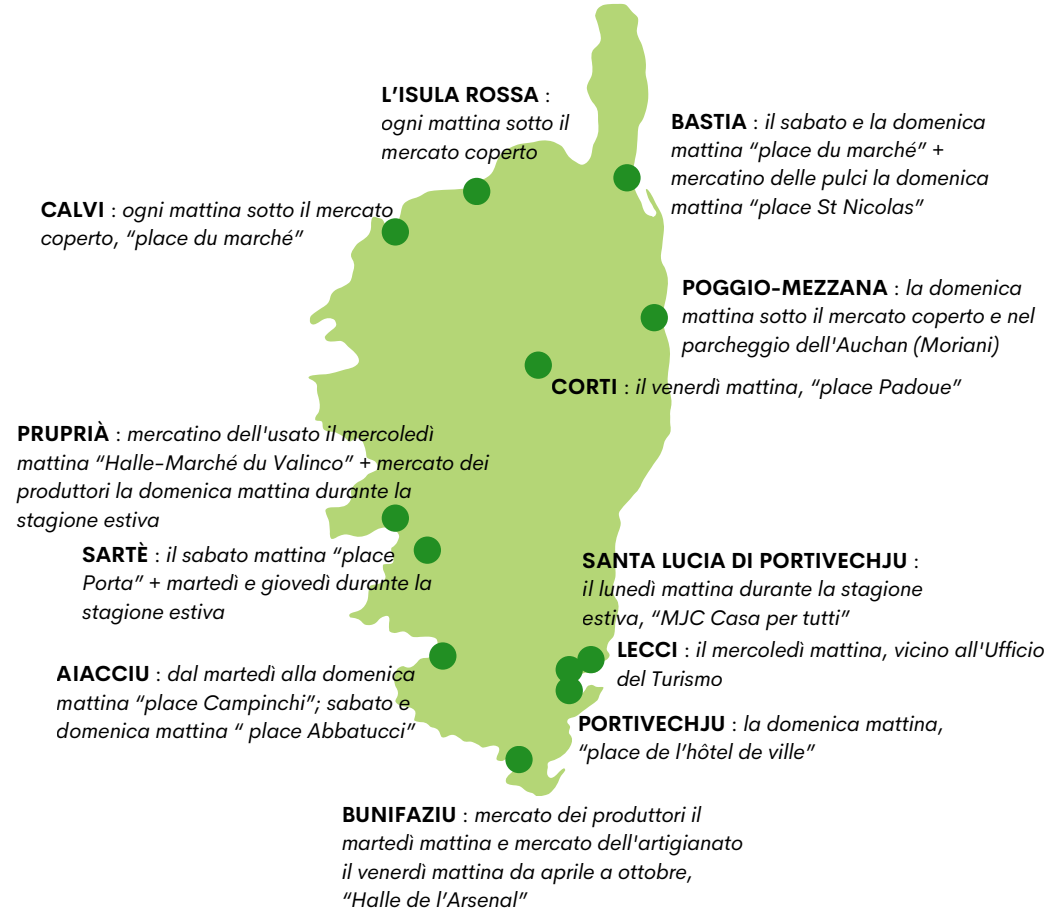 L'ISULA ROSSA :
ogni mattina sotto il
mercato coperto
BASTIA : il sabato e la domenica
mattina “place du marché” +
mercatino delle pulci la domenica
mattina “place St Nicolas”
CALVI : ogni mattina sotto il mercato
coperto, “place du marché”
POGGIO-MEZZANA : la domenica
mattina sotto il mercato coperto e nel
parcheggio dell'Auchan (Moriani)
CORTI : il venerdì mattina, “place Padoue”
PRUPRIÀ : mercatino dell'usato il mercoledì
mattina “Halle-Marché du Valinco” + mercato dei
produttori la domenica mattina durante la
stagione estiva
SARTÈ : il sabato mattina “place
Porta” + martedì e giovedì durante la
stagione estiva
SANTA LUCIA DI PORTIVECHJU :
il lunedì mattina durante la stagione
estiva, “MJC Casa per tutti”
LECCI : il mercoledì mattina, vicino all'Ufficio
del Turismo
AIACCIU : dal martedì alla domenica
mattina “place Campinchi”; sabato e
domenica mattina “ place Abbatucci”
PORTIVECHJU : la domenica mattina,
“place de l’hôtel de ville”
BUNIFAZIU : mercato dei produttori il
martedì mattina e mercato dell'artigianato
il venerdì mattina da aprile a ottobre,
“Halle de l’Arsenal”